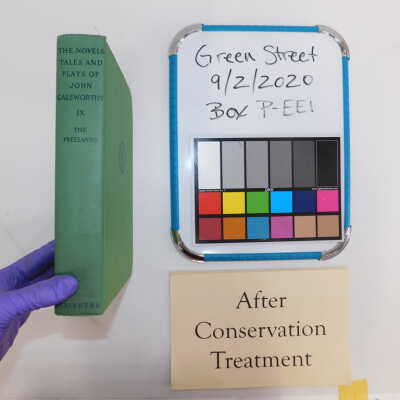 THE NOVELS
TALES AND
PLAYS OF
JOHN
GALSWORTHY
IX
THE
FREELANDS
SCRIBNERS
Green Street
9/2/2020
Box P-EE1
After
Conservation
Treatment